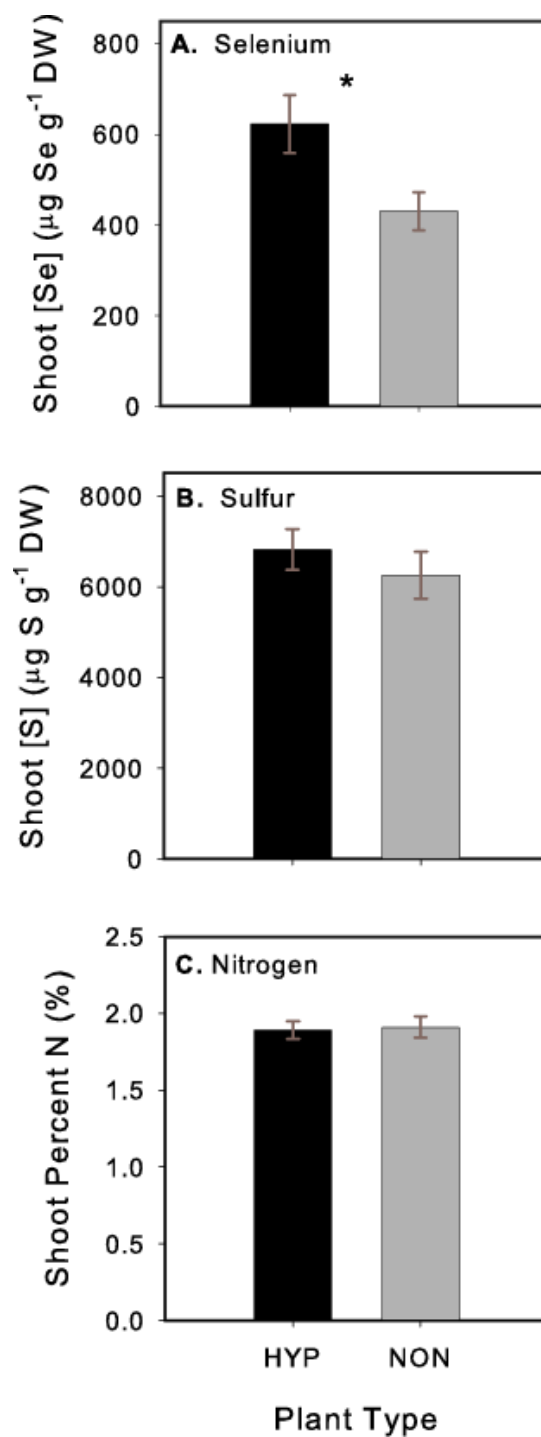 A. Selenium
*
Shoot [Se] (µg Se g⁻¹ DW)
800
600
400
200
0
B. Sulfur
Shoot [S] (µg S g⁻¹ DW)
8000
6000
4000
2000
0
C. Nitrogen
Shoot Percent N (%)
2.5
2.0
1.5
1.0
0.5
0.0
HYP NON
Plant Type